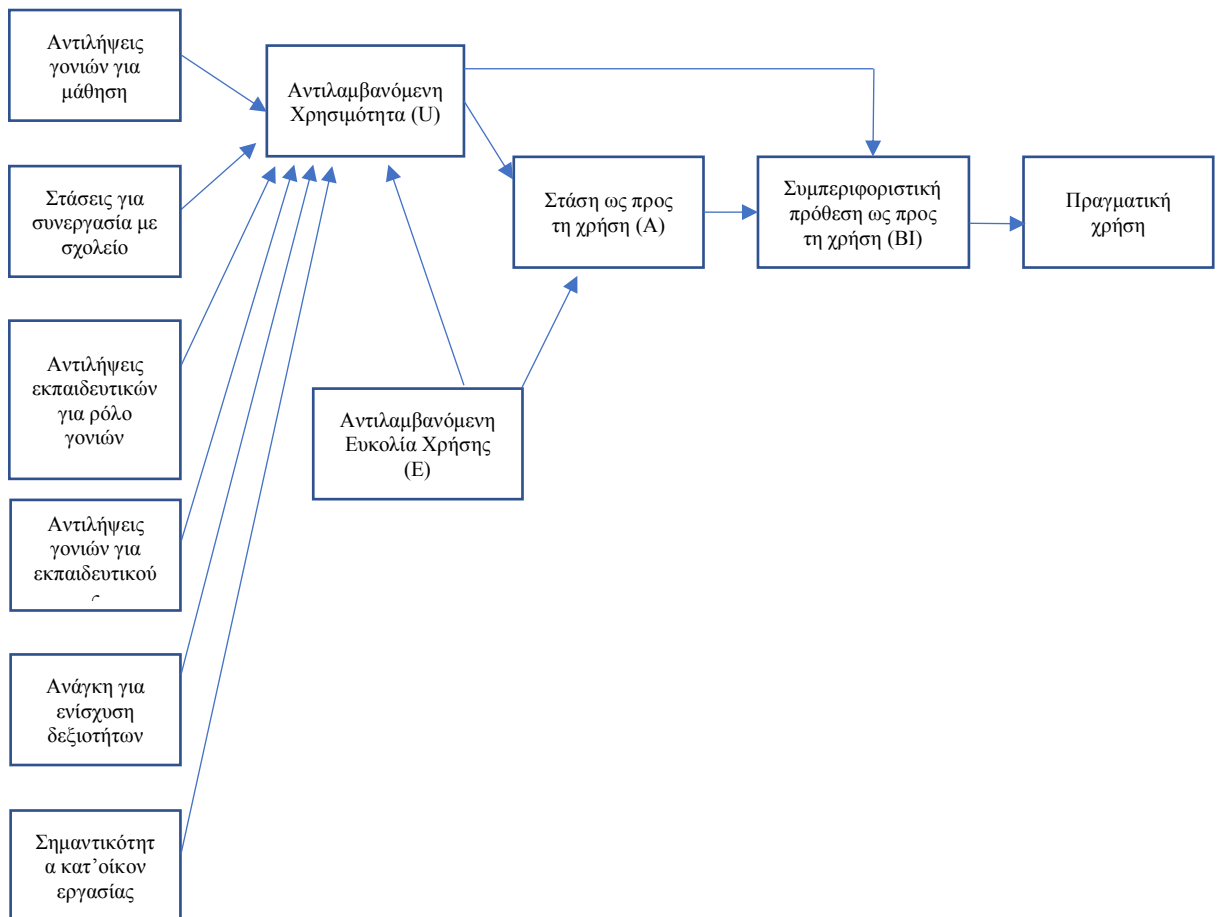 Αντιλήψεις
γονιών για
μάθηση
Αντιλαμβανόμενη
Χρησιμότητα (U)
Στάσεις για
συνεργασία με
σχολείο
Στάση ως προς
τη χρήση (Α)
Συμπεριφοριστική
πρόθεση ως προς
τη χρήση (BI)
Πραγματική
χρήση
Αντιλήψεις
εκπαιδευτικών
για ρόλο
γονιών
Αντιλαμβανόμενη
Ευκολία Χρήσης
(Ε)
Αντιλήψεις
γονιών για
εκπαιδευτικού
ς
Ανάγκη για
ενίσχυση
δεξιοτήτων
Σημαντικότητ
α κατ’οίκον
εργασίας